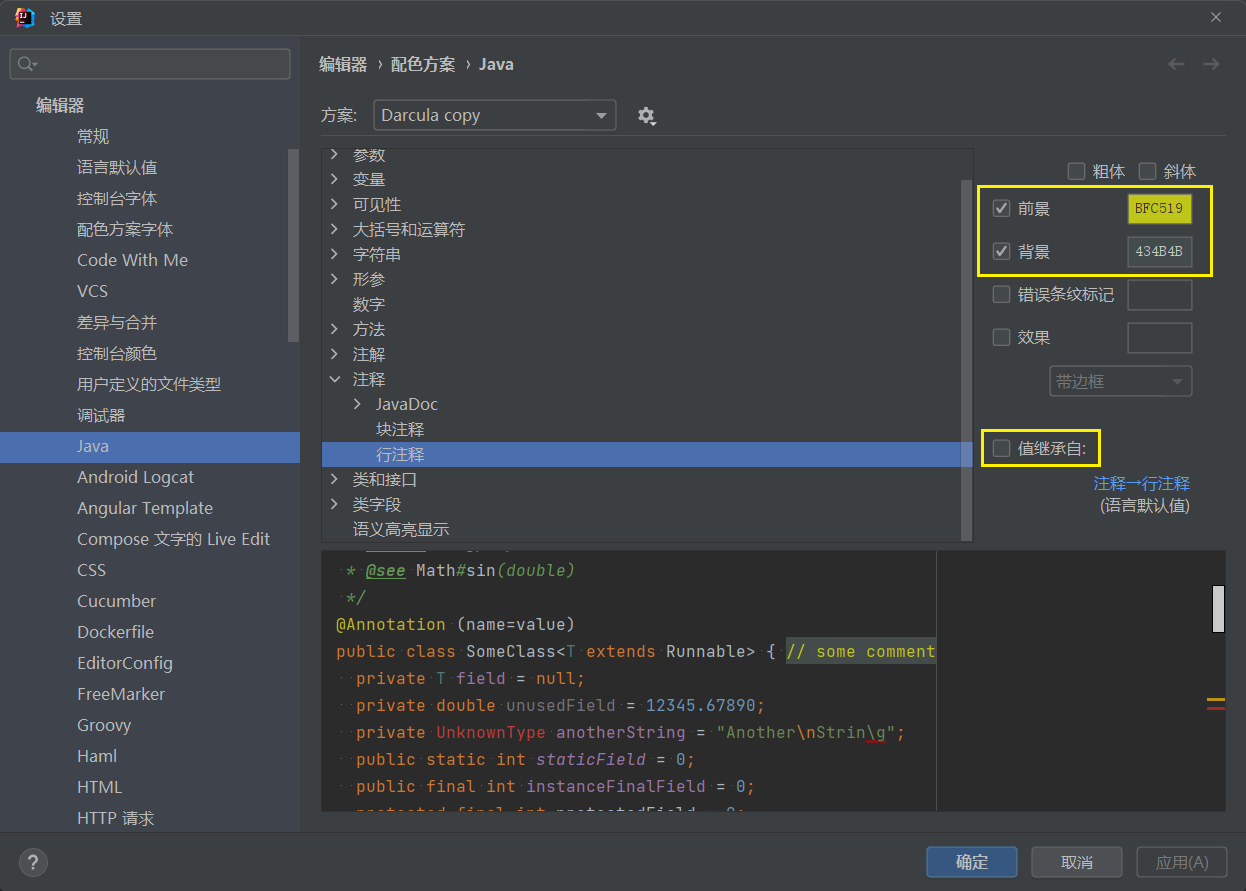 设置
编辑器 › 配色方案 › Java
方案: Darcula copy
编辑器
常规
语言默认值
控制台字体
配色方案字体
Code With Me
VCS
差异与合并
控制台颜色
用户定义的文件类型
调试器
Java
Android Logcat
Angular Template
Compose 文字的 Live Edit
CSS
Cucumber
Dockerfile
EditorConfig
FreeMarker
Groovy
Haml
HTML
HTTP 请求
参数
变量
可见性
大括号和运算符
字符串
形参
数字
方法
注解
注释
JavaDoc
块注释
行注释
类和接口
类字段
语义高亮显示
粗体 斜体
前景 BFC519
背景 434B4B
错误条纹标记
效果
带边框
值继承自:
注释→行注释
(语言默认值)
* @see Math#sin(double)
*/
@Annotation (name=value)
public class SomeClass<T extends Runnable> { // some comment
private T field = null;
private double unusedField = 12345.67890;
private UnknownType anotherString = "Another\nStrin\g";
public static int staticField = 0;
public final int instanceFinalField = 0;
protected final int protectedField = 0;
?
确定 取消 应用(A)